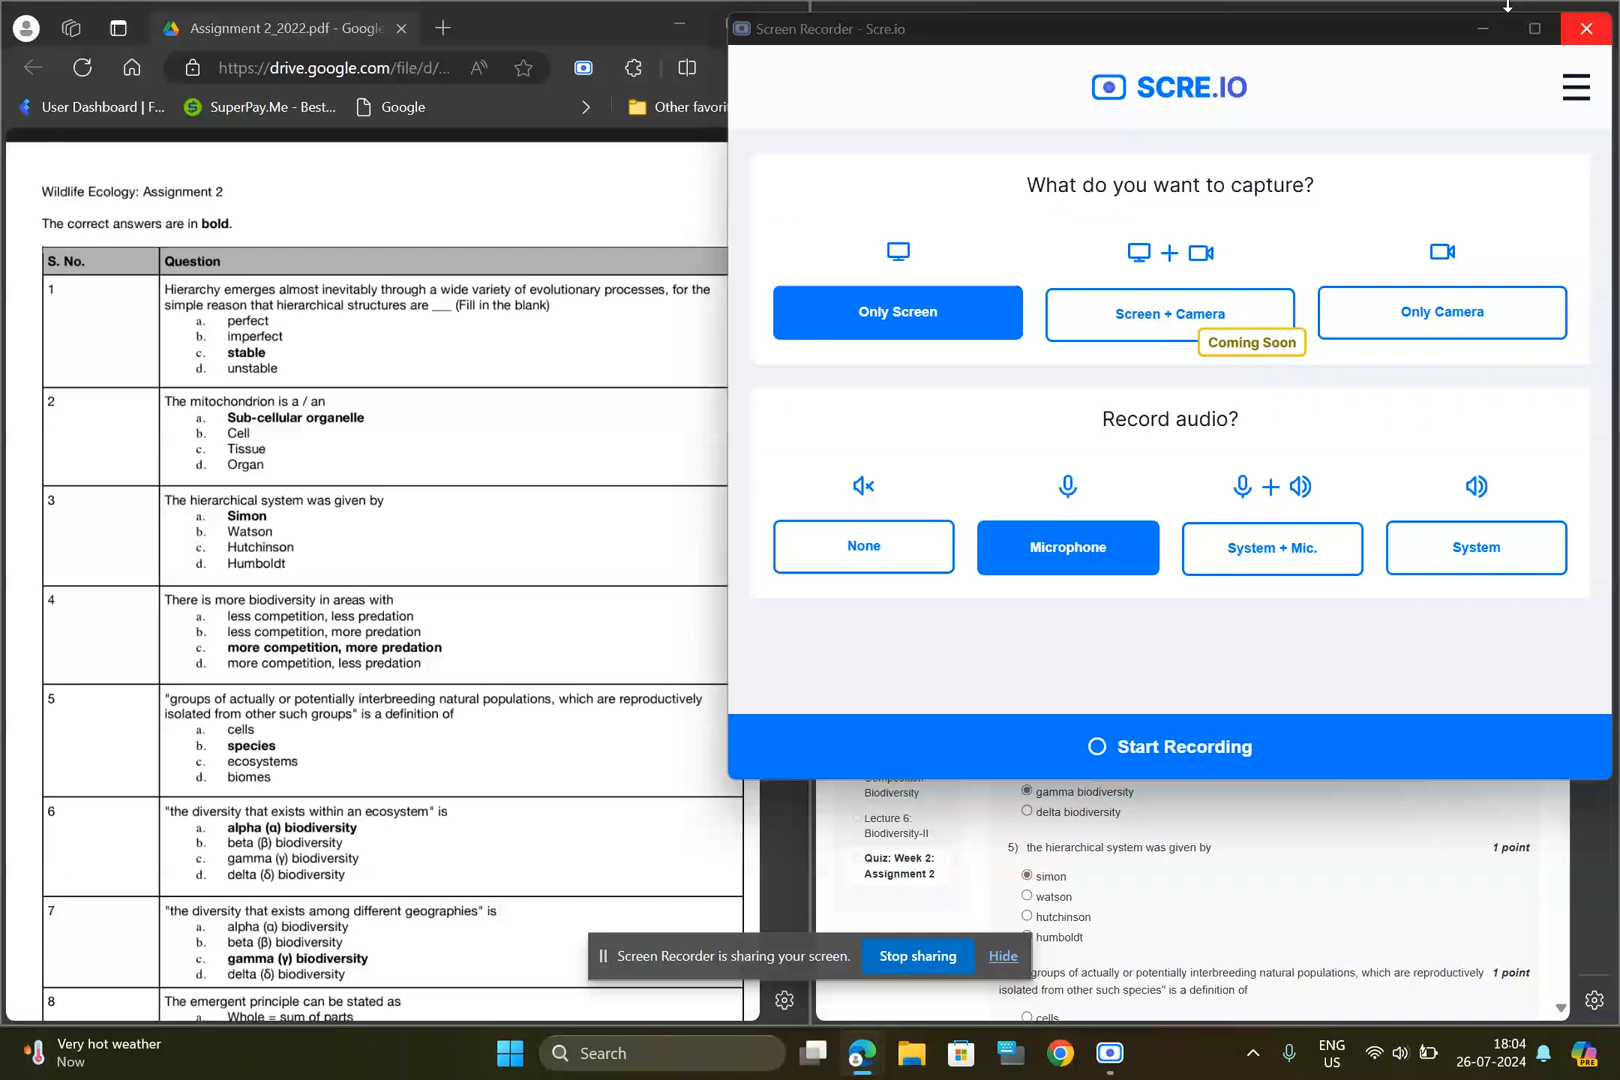 Assignment 2_2022.pdf - Google
https://drive.google.com/file/d/...
User Dashboard | F...
SuperPay.Me - Best...
Google
Other favori
Wildlife Ecology: Assignment 2
The correct answers are in bold.
S. No.
Question
1
Hierarchy emerges almost inevitably through a wide variety of evolutionary processes, for the
simple reason that hierarchical structures are ___ (Fill in the blank)
a. perfect
b. imperfect
c. stable
d. unstable
2
The mitochondrion is a / an
a. Sub-cellular organelle
b. Cell
c. Tissue
d. Organ
3
The hierarchical system was given by
a. Simon
b. Watson
c. Hutchinson
d. Humboldt
4
There is more biodiversity in areas with
a. less competition, less predation
b. less competition, more predation
c. more competition, more predation
d. more competition, less predation
5
"groups of actually or potentially interbreeding natural populations, which are reproductively
isolated from other such groups" is a definition of
a. cells
b. species
c. ecosystems
d. biomes
6
"the diversity that exists within an ecosystem" is
a. alpha (α) biodiversity
b. beta (β) biodiversity
c. gamma (γ) biodiversity
d. delta (δ) biodiversity
7
"the diversity that exists among different geographies" is
a. alpha (α) biodiversity
b. beta (β) biodiversity
c. gamma (γ) biodiversity
d. delta (δ) biodiversity
8
The emergent principle can be stated as
a. Whole = sum of parts
Screen Recorder - Scre.io
SCRE.IO
What do you want to capture?
Only Screen
Screen + Camera
Only Camera
Coming Soon
Record audio?
None
Microphone
System + Mic.
System
Start Recording
Biodiversity
Lecture 6:
Biodiversity-II
Quiz: Week 2:
Assignment 2
gamma biodiversity
delta biodiversity
5) the hierarchical system was given by
1 point
simon
watson
hutchinson
humboldt
groups of actually or potentially interbreeding natural populations, which are reproductively
1 point
isolated from other such species" is a definition of
cells
Screen Recorder is sharing your screen.
Stop sharing
Hide
Very hot weather
Now
Search
ENG
US
18:04
26-07-2024
PRE